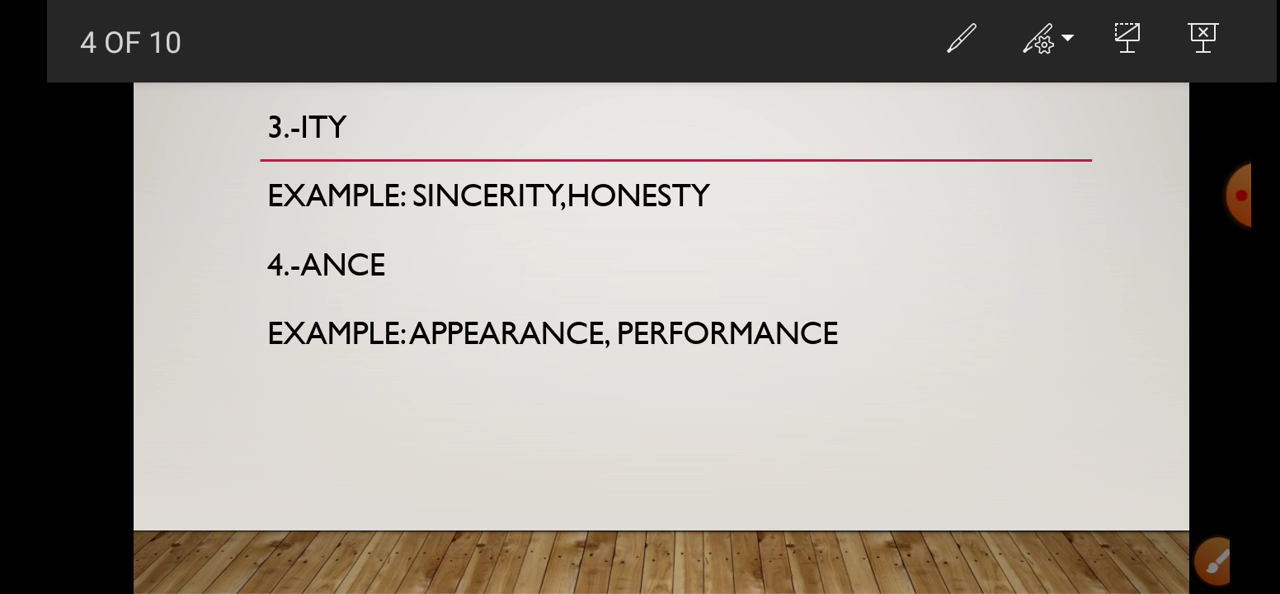 4 OF 10
3.-ITY
EXAMPLE: SINCERITY,HONESTY
4.-ANCE
EXAMPLE: APPEARANCE, PERFORMANCE